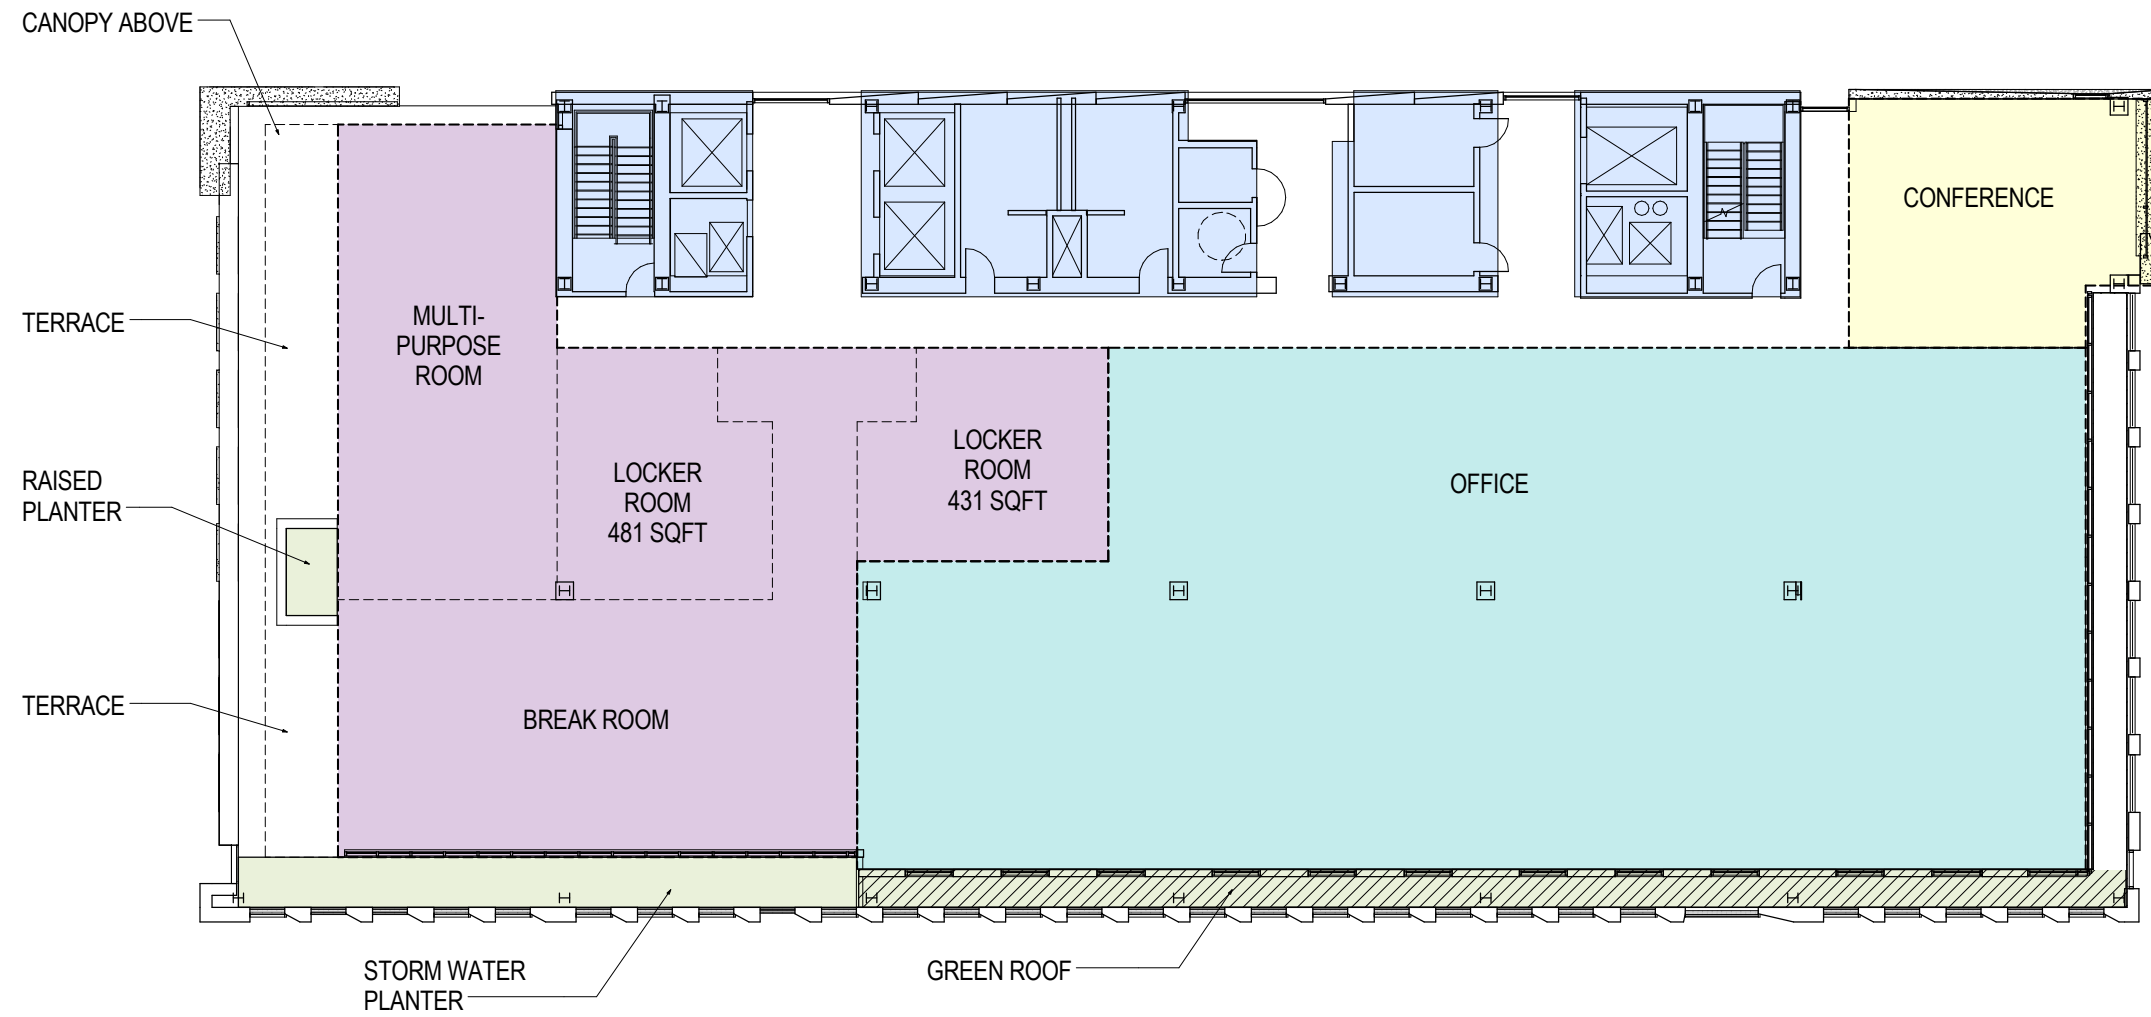 CANOPY ABOVE
CONFERENCE
TERRACE
MULTI-
PURPOSE
ROOM
LOCKER
ROOM
431 SQFT
LOCKER
ROOM
481 SQFT
OFFICE
RAISED
PLANTER
TERRACE
BREAK ROOM
STORM WATER
PLANTER
GREEN ROOF